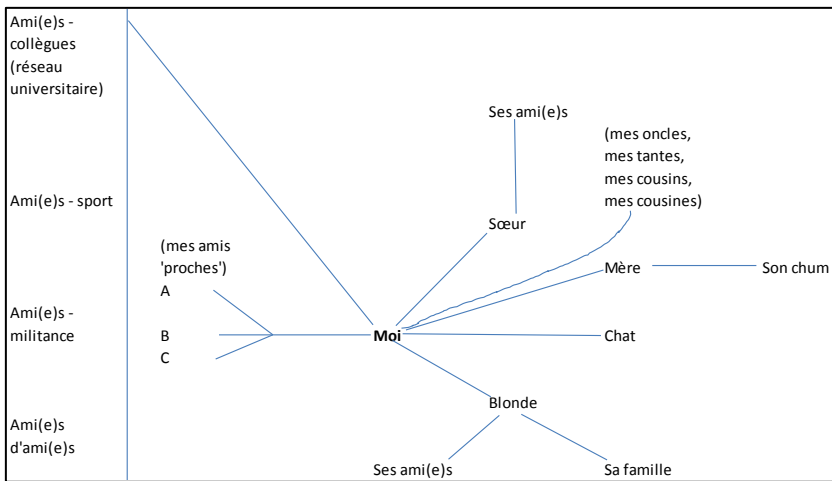 Ami(e)s -
collègues
(réseau
universitaire)
Ami(e)s - sport
Ami(e)s -
militance
Ami(e)s
d'ami(e)s
(mes amis
'proches')
A
B
C
Moi
Ses ami(e)s
Sœur
(mes oncles,
mes tantes,
mes cousins,
mes cousines)
Mère
Son chum
Chat
Blonde
Ses ami(e)s
Sa famille